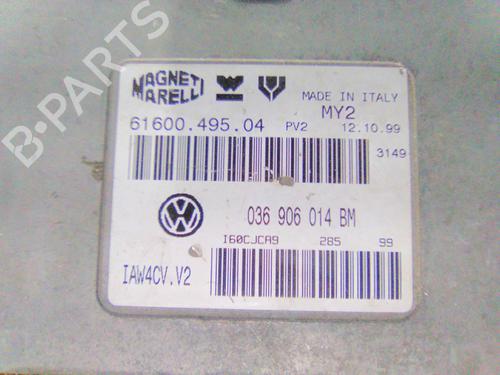 B-PARTS
MAGNETI
MARELLI
MADE IN ITALY
MY2
61600.495.04 PV2 12.10.99
3149
036 906 014 BM
I60CJCA9 285 99
IAW4CV.V2